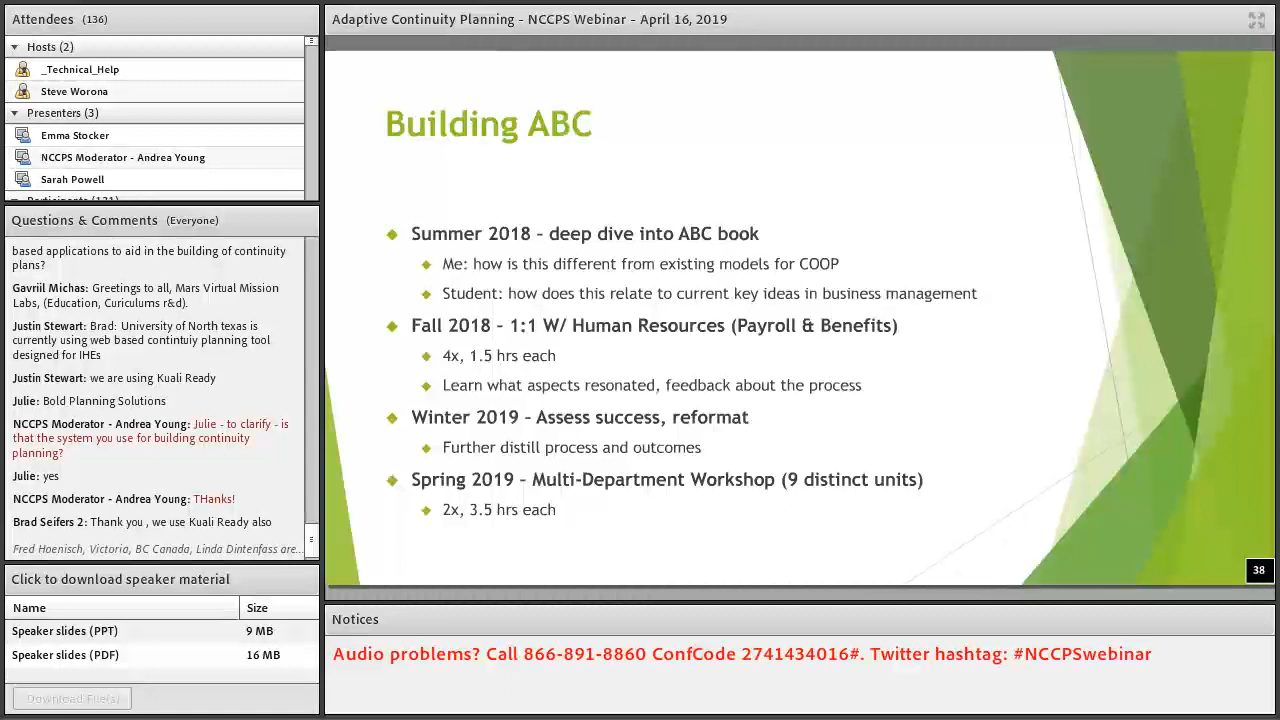 Attendees (136)
Hosts (2)
_Technical_Help
Steve Worona
Presenters (3)
Emma Stocker
NCCPS Moderator - Andrea Young
Sarah Powell
Questions & Comments (Everyone)
based applications to aid in the building of continuity
plans?
Gavriil Michas: Greetings to all, Mars Virtual Mission
Labs, (Education, Curiculums r&d).
Justin Stewart: Brad: University of North texas is
currently using web based contintuiy planning tool
designed for IHEs
Justin Stewart: we are using Kuali Ready
Julie: Bold Planning Solutions
NCCPS Moderator - Andrea Young: Julie - to clarify - is
that the system you use for building continuity
planning?
Julie: yes
NCCPS Moderator - Andrea Young: THanks!
Brad Seifers 2: Thank you , we use Kuali Ready also
Fred Hoenisch, Victoria, BC Canada, Linda Dintenfass are...
Click to download speaker material
Name Size
Speaker slides (PPT) 9 MB
Speaker slides (PDF) 16 MB
Download File(s)
Adaptive Continuity Planning - NCCPS Webinar - April 16, 2019
Building ABC
Summer 2018 – deep dive into ABC book
Me: how is this different from existing models for COOP
Student: how does this relate to current key ideas in business management
Fall 2018 – 1:1 W/ Human Resources (Payroll & Benefits)
4x, 1.5 hrs each
Learn what aspects resonated, feedback about the process
Winter 2019 – Assess success, reformat
Further distill process and outcomes
Spring 2019 – Multi-Department Workshop (9 distinct units)
2x, 3.5 hrs each
38
Notices
Audio problems? Call 866-891-8860 ConfCode 2741434016#. Twitter hashtag: #NCCPSwebinar